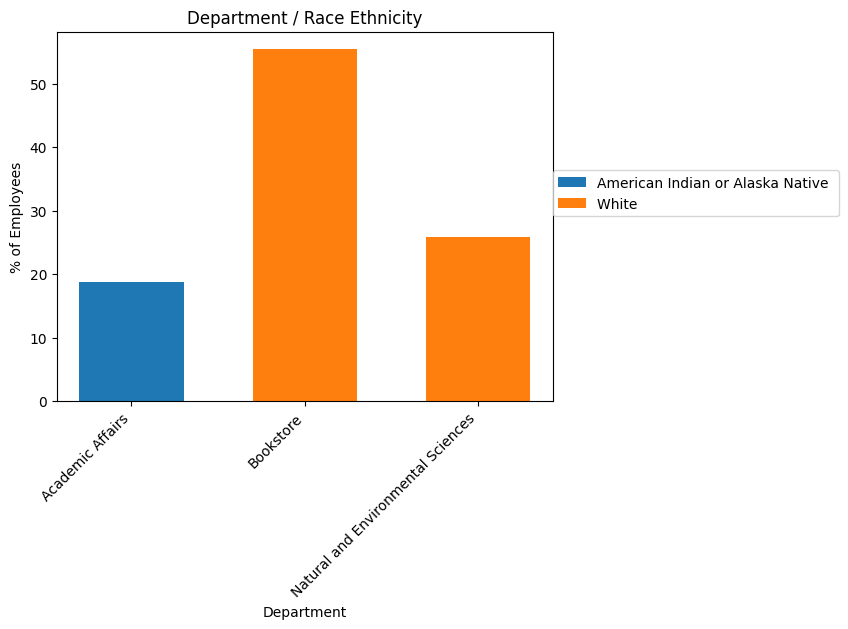 Department / Race Ethnicity
% of Employees
50
40
30
20
10
0
American Indian or Alaska Native
White
Academic Affairs
Bookstore
Natural and Environmental Sciences
Department